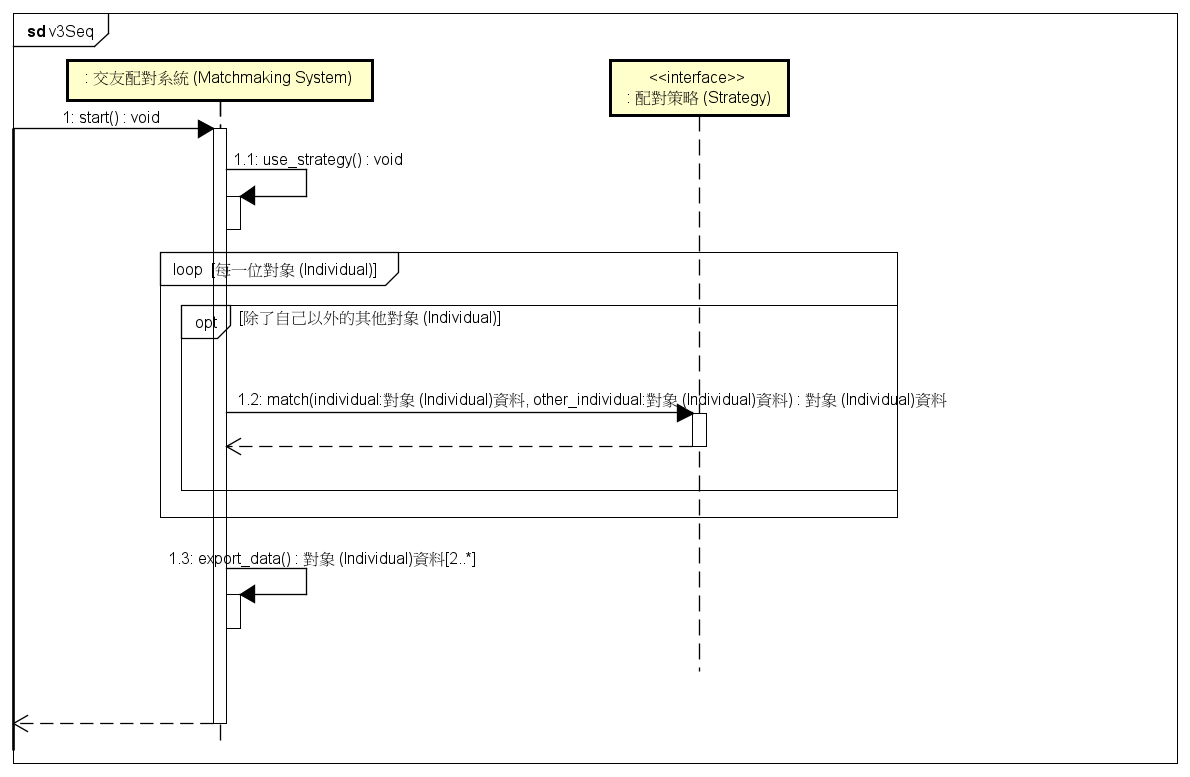 sd v3Seq
: 交友配對系統 (Matchmaking System)
<<interface>>
: 配對策略 (Strategy)
1: start() : void
1.1: use_strategy() : void
loop [每一位對象 (Individual)]
opt [除了自己以外的其他對象 (Individual)]
1.2: match(individual:對象 (Individual)資料, other_individual:對象 (Individual)資料) : 對象 (Individual)資料
1.3: export_data() : 對象 (Individual)資料[2..*]